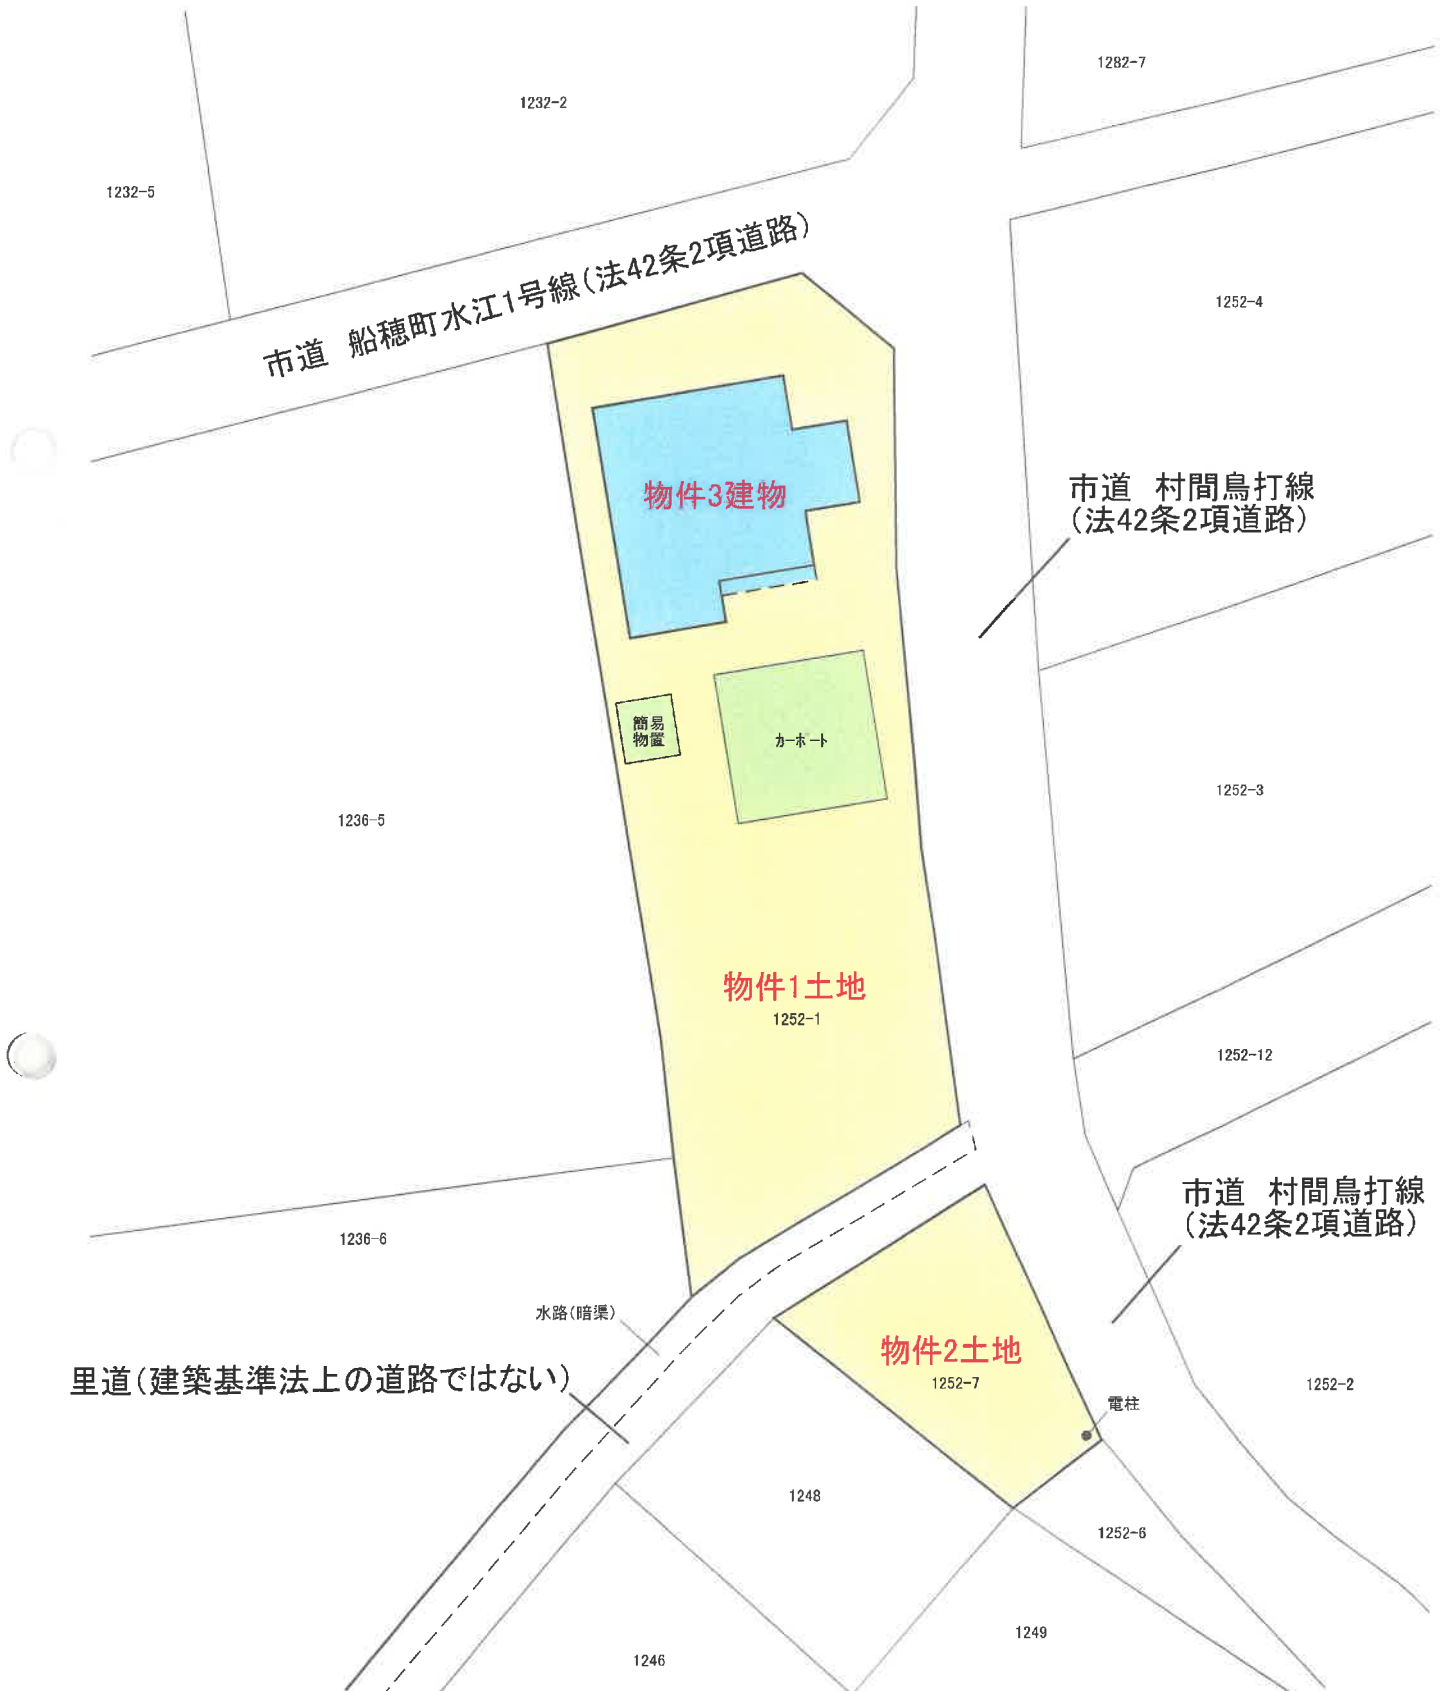 1282-7
1232-2
1232-5
市道 船穂町水江1号線(法42条2項道路)
1252-4
物件3建物
市道 村間鳥打線
(法42条2項道路)
簡易
物置
カーポート
1252-3
1236-5
物件1土地
1252-1
1252-12
市道 村間鳥打線
(法42条2項道路)
1236-6
水路(暗渠)
里道(建築基準法上の道路ではない)
物件2土地
1252-7
1252-2
電柱
1248
1252-6
1249
1246